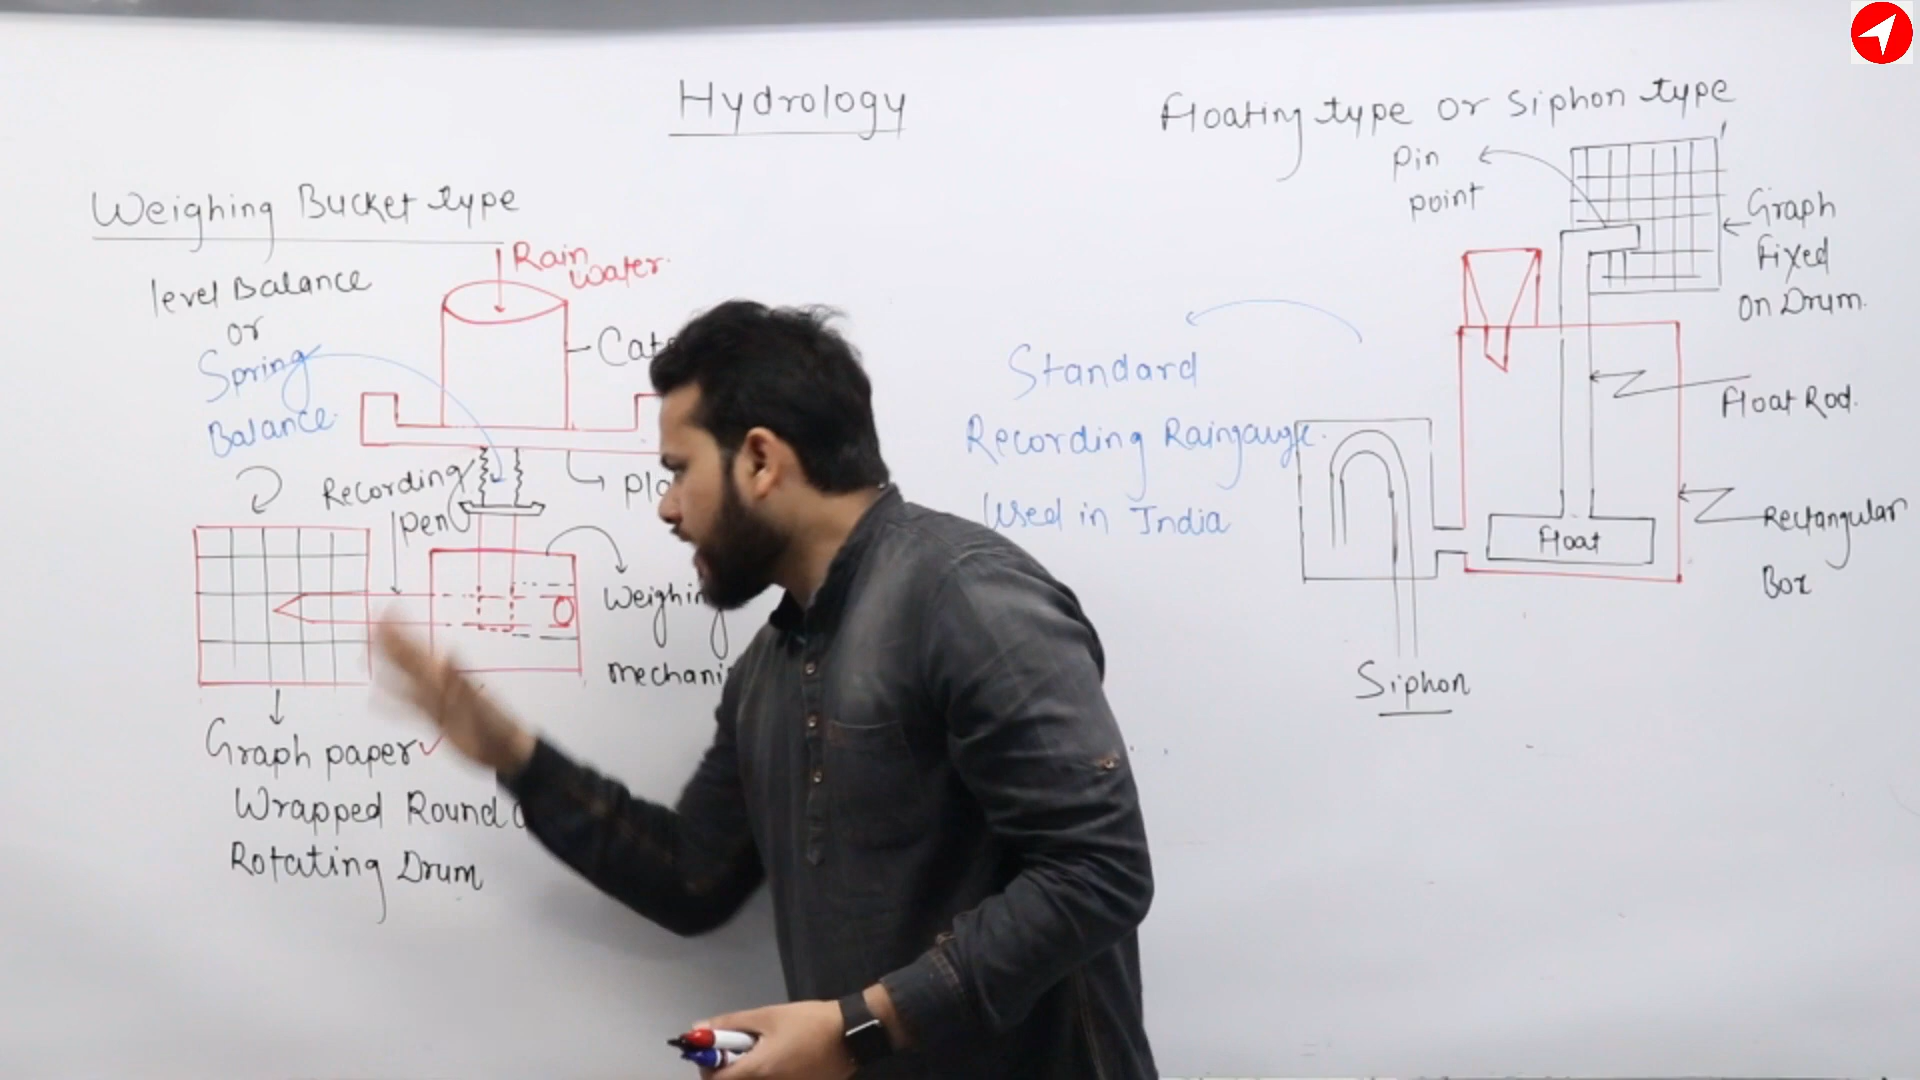 Hydrology
Weighing Bucket type
level Balance
or
Spring
Balance
Rain
Water
Recording
pen
Weighing
Graph paper
Wrapped Round
Rotating Drum
Floating type or Siphon type
Pin
point
Graph
Fixed
On Drum.
Float Rod.
Standard
Recording Raingauge.
Used in India
Float
Rectangular
Box
Siphon